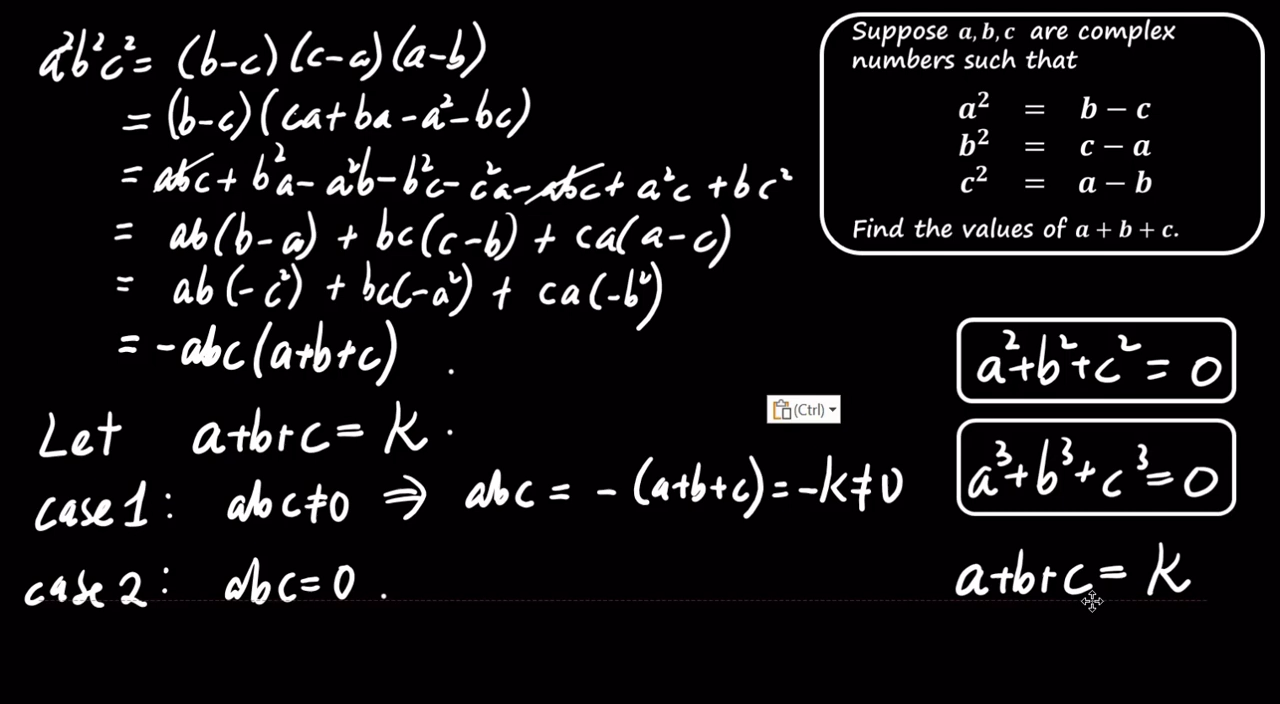 a²b²c² = (b-c)(c-a)(a-b)
= (b-c)(ca+ba-a²-bc)
= abc+b²a-a²b-b²c-c²a-abc+a²c+bc²
= ab(b-a) + bc(c-b) + ca(a-c)
= ab(-c²) + bc(-a²) + ca(-b²)
= -abc(a+b+c) .
Let a+b+c = k .
case 1 : abc≠0 ⇒ abc = -(a+b+c) = -k≠0
case 2 : abc=0 .
Suppose a, b, c are complex
numbers such that
a² = b − c
b² = c − a
c² = a − b
Find the values of a + b + c.
a²+b²+c² = 0
(Ctrl)
a³+b³+c³ = 0
a+b+c = k